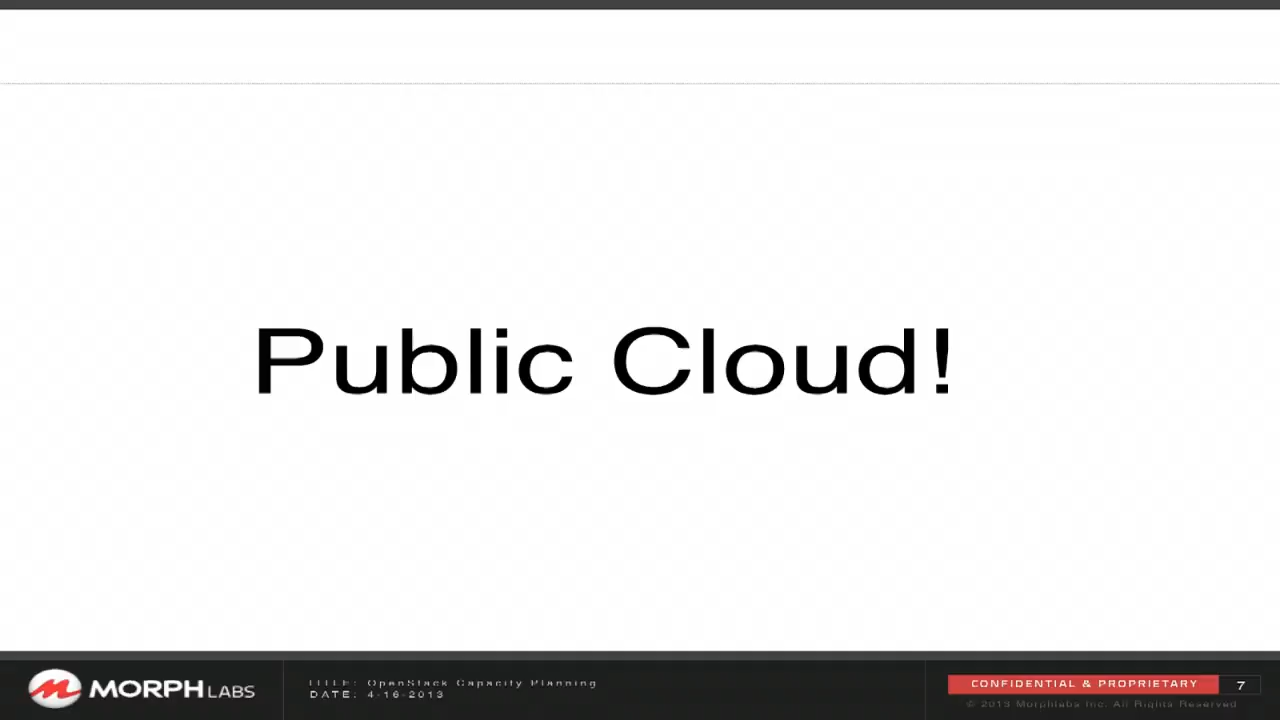 Public Cloud!
MORPH LABS
TITLE: OpenStack Capacity Planning
DATE: 4-16-2013
CONFIDENTIAL & PROPRIETARY
7
© 2013 Morphlabs Inc. All Rights Reserved